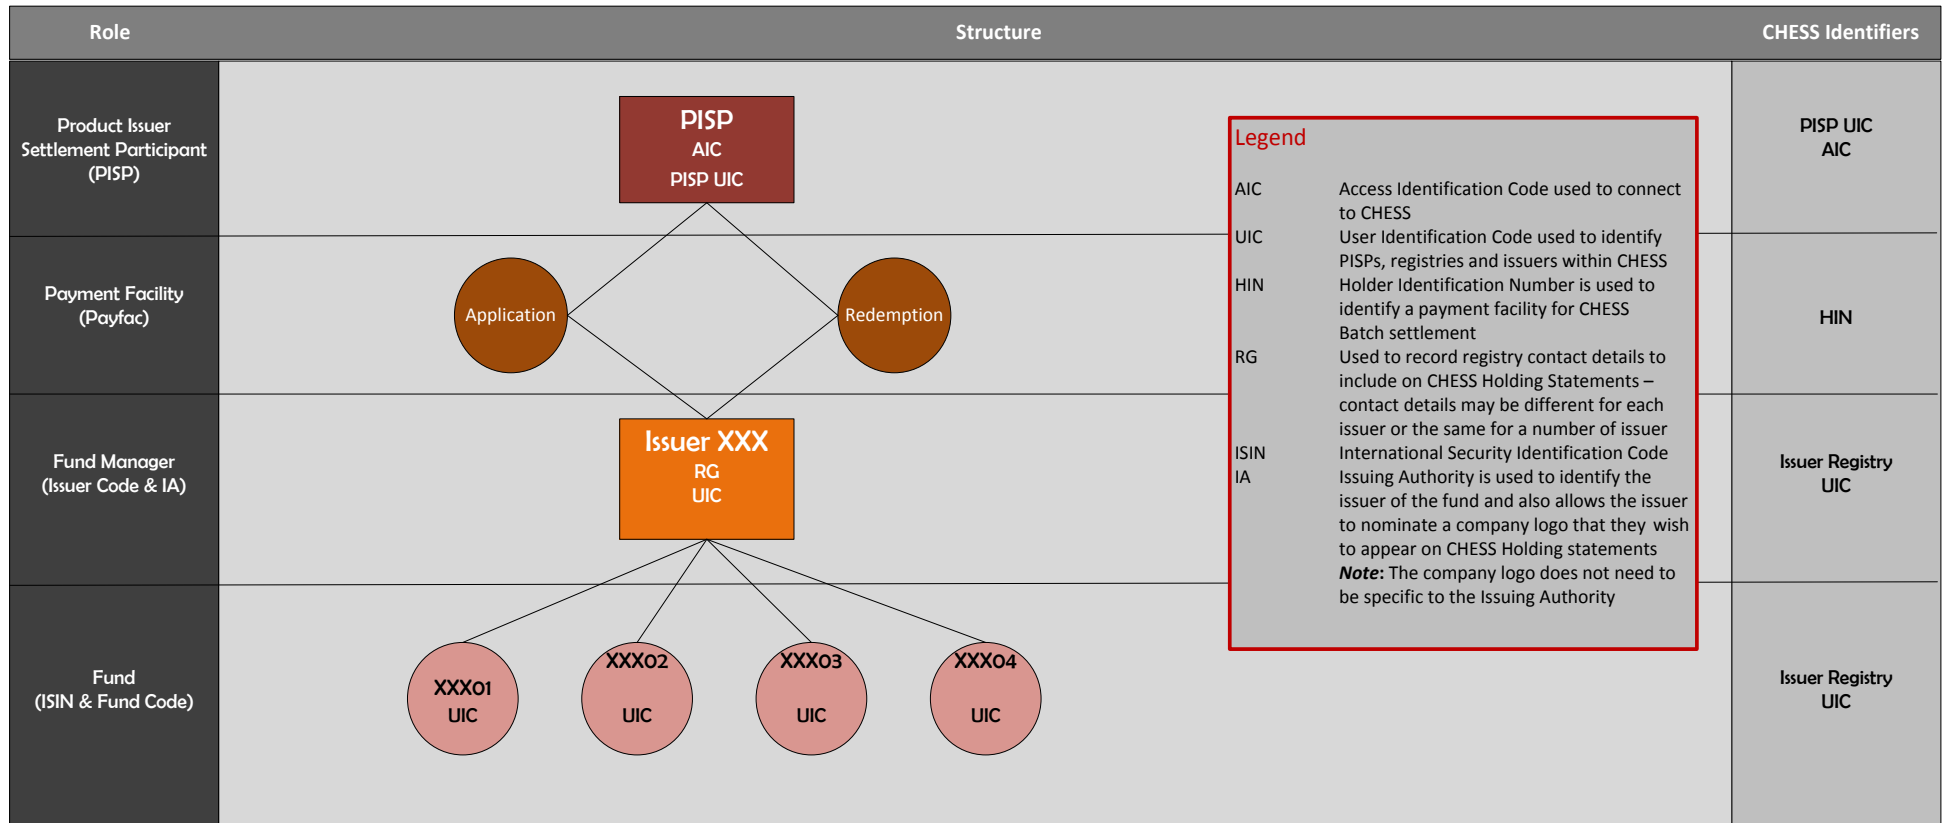 Role
Structure
CHESS Identifiers
Product Issuer
Settlement Participant
(PISP)
PISP
AIC
PISP UIC
PISP UIC
AIC
Payment Facility
(Payfac)
Application
Redemption
HIN
Fund Manager
(Issuer Code & IA)
Issuer XXX
RG
UIC
Issuer Registry
UIC
Fund
(ISIN & Fund Code)
XXX01
UIC
XXX02
UIC
XXX03
UIC
XXX04
UIC
Issuer Registry
UIC
Legend
AIC Access Identification Code used to connect
to CHESS
UIC User Identification Code used to identify
PISPs, registries and issuers within CHESS
HIN Holder Identification Number is used to
identify a payment facility for CHESS
Batch settlement
RG Used to record registry contact details to
include on CHESS Holding Statements –
contact details may be different for each
issuer or the same for a number of issuer
ISIN International Security Identification Code
IA Issuing Authority is used to identify the
issuer of the fund and also allows the issuer
to nominate a company logo that they wish
to appear on CHESS Holding statements
Note: The company logo does not need to
be specific to the Issuing Authority